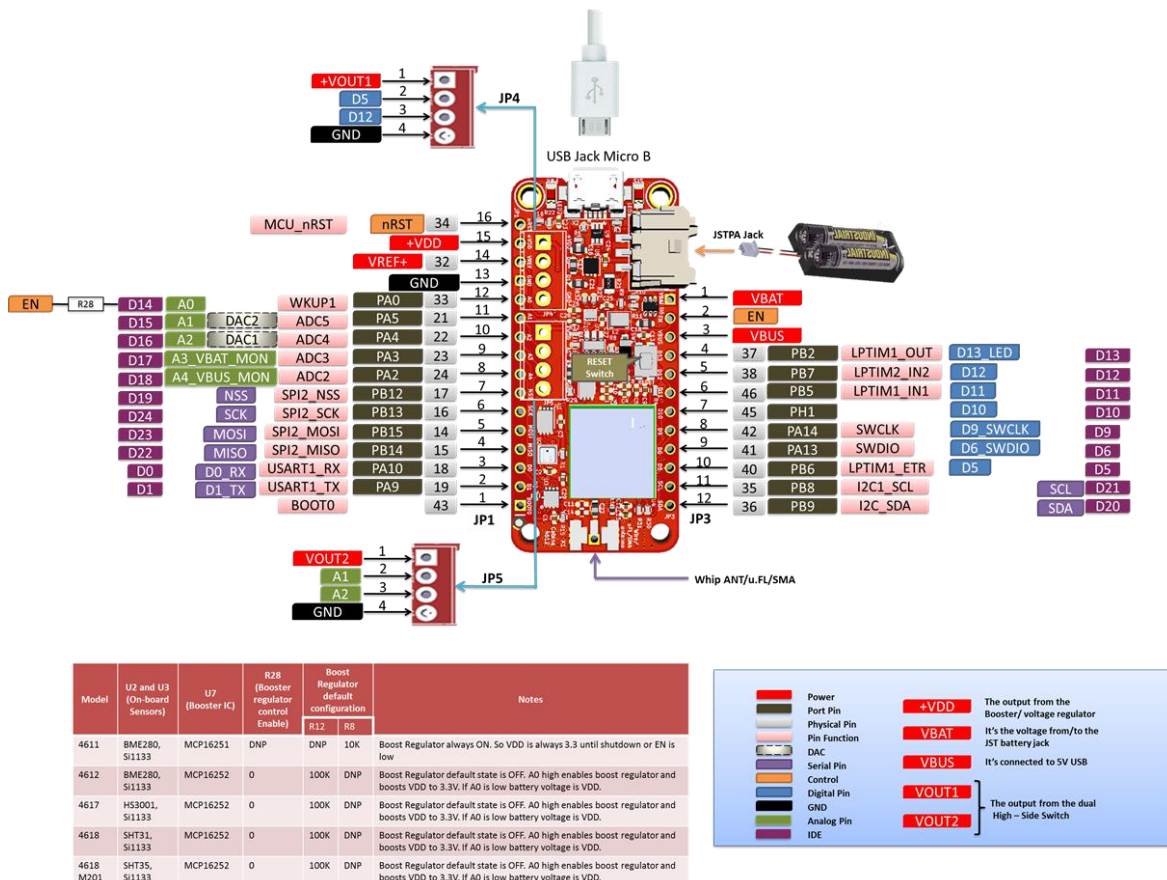 +VOUT1 1
D5 2
D12 3
GND 4
JP4
USB Jack Micro B
MCU_nRST nRST 34 16
+VDD 15
VREF+ 32 14
GND 13
EN R28 D14 A0 WKUP1 PA0 33 12
D15 A1 DAC2 ADC5 PA5 21 11
D16 A2 DAC1 ADC4 PA4 22 10
D17 A3_VBAT_MON ADC3 PA3 23 9
D18 A4_VBUS_MON ADC2 PA2 24 8
D19 NSS SPI2_NSS PB12 17 7
D24 SCK SPI2_SCK PB13 16 6
D23 MOSI SPI2_MOSI PB15 14 5
D22 MISO SPI2_MISO PB14 15 4
D0 D0_RX USART1_RX PA10 18 3
D1 D1_TX USART1_TX PA9 19 2
BOOT0 43 1
JP1
JSTPA Jack
INDUSTRIAL
RESET
Switch
1 VBAT
2 EN
3 VBUS
4 37 PB2 LPTIM1_OUT D13_LED D13
5 38 PB7 LPTIM2_IN2 D12 D12
6 46 PB5 LPTIM1_IN1 D11 D11
7 45 PH1 D10 D10
8 42 PA14 SWCLK D9_SWCLK D9
9 41 PA13 SWDIO D6_SWDIO D6
10 40 PB6 LPTIM1_ETR D5 D5
11 35 PB8 I2C1_SCL SCL D21
12 36 PB9 I2C_SDA SDA D20
JP3
Whip ANT/u.FL/SMA
VOUT2 1
A1 2
A2 3
GND 4
JP5
Model U2 and U3 (On-board Sensors) U7 (Booster IC) R28 (Booster regulator control Enable) Boost Regulator default configuration Notes
R12 R8
4611 BME280, Si1133 MCP16251 DNP DNP 10K Boost Regulator always ON. So VDD is always 3.3 until shutdown or EN is low
4612 BME280, Si1133 MCP16252 0 100K DNP Boost Regulator default state is OFF. A0 high enables boost regulator and boosts VDD to 3.3V. If A0 is low battery voltage is VDD.
4617 HS3001, Si1133 MCP16252 0 100K DNP Boost Regulator default state is OFF. A0 high enables boost regulator and boosts VDD to 3.3V. If A0 is low battery voltage is VDD.
4618 SHT31, Si1133 MCP16252 0 100K DNP Boost Regulator default state is OFF. A0 high enables boost regulator and boosts VDD to 3.3V. If A0 is low battery voltage is VDD.
4618 M201 SHT35, Si1133 MCP16252 0 100K DNP Boost Regulator default state is OFF. A0 high enables boost regulator and boosts VDD to 3.3V. If A0 is low battery voltage is VDD.
Power
Port Pin
Physical Pin
Pin Function
DAC
Serial Pin
Control
Digital Pin
GND
Analog Pin
IDE
+VDD The output from the Booster/ voltage regulator
VBAT It's the voltage from/to the JST battery jack
VBUS It's connected to 5V USB
VOUT1
VOUT2
The output from the dual
High – Side Switch